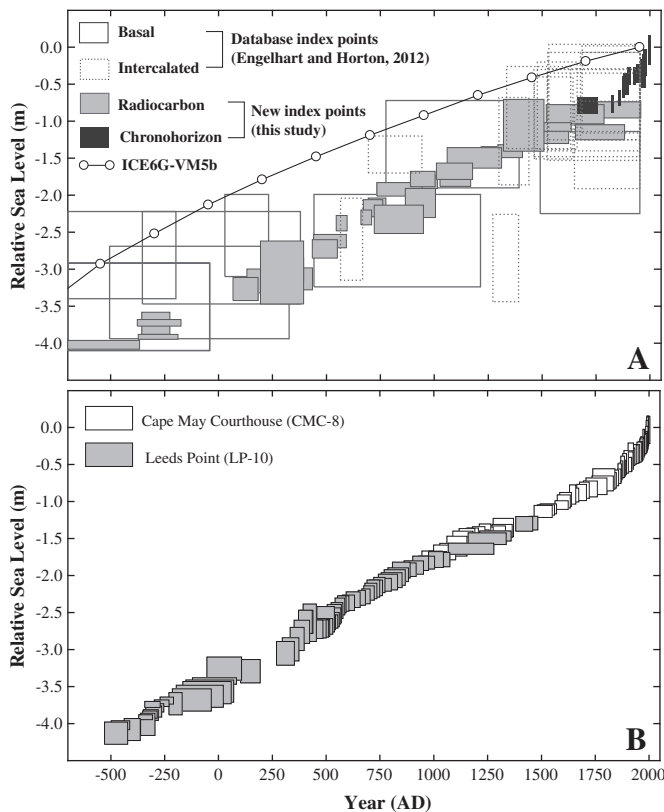 Basal
Intercalated
Database index points
(Engelhart and Horton, 2012)
Radiocarbon
Chronohorizon
New index points
(this study)
ICE6G-VM5b
Relative Sea Level (m)
0.0
-0.5
-1.0
-1.5
-2.0
-2.5
-3.0
-3.5
-4.0
A
Cape May Courthouse (CMC-8)
Leeds Point (LP-10)
Relative Sea Level (m)
0.0
-0.5
-1.0
-1.5
-2.0
-2.5
-3.0
-3.5
-4.0
B
-500 -250 0 250 500 750 1000 1250 1500 1750 2000
Year (AD)